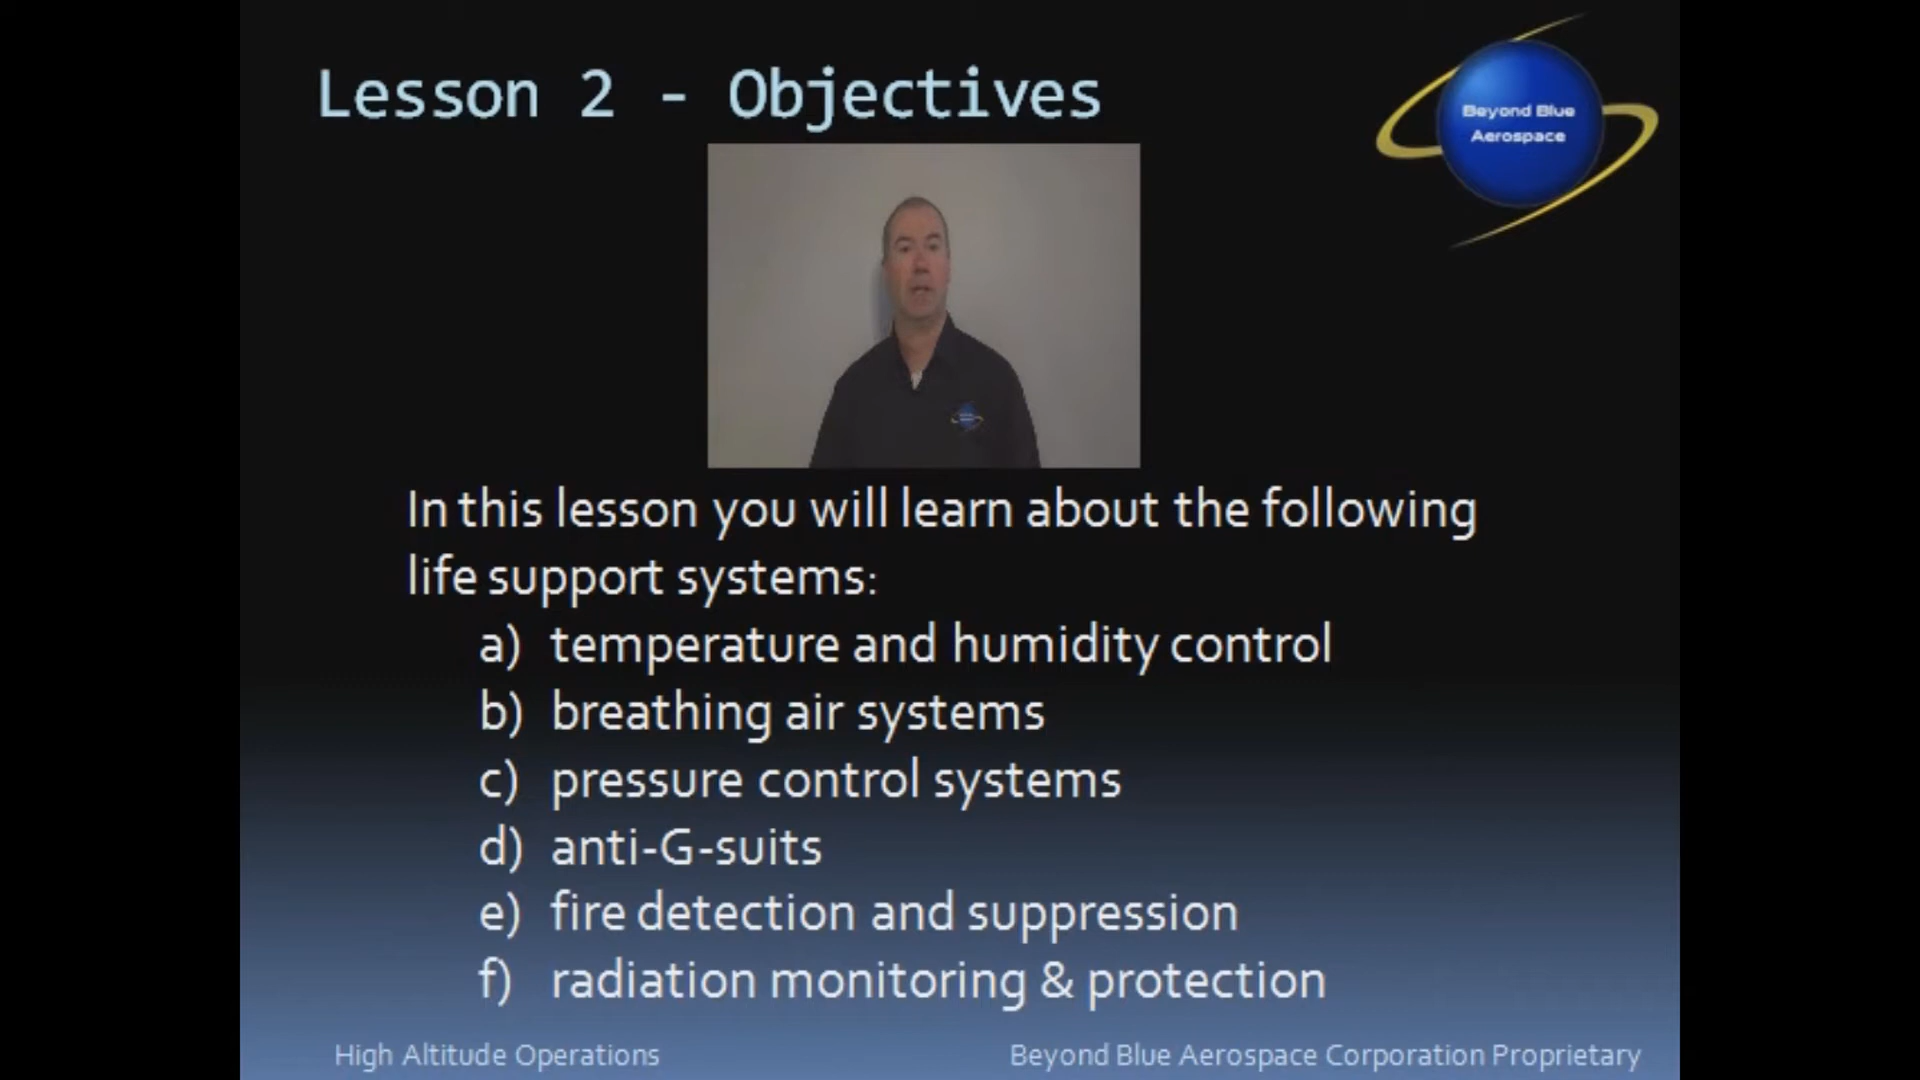 Lesson 2 - Objectives
Beyond Blue
Aerospace
In this lesson you will learn about the following
life support systems:
a) temperature and humidity control
b) breathing air systems
c) pressure control systems
d) anti-G-suits
e) fire detection and suppression
f) radiation monitoring & protection
High Altitude Operations
Beyond Blue Aerospace Corporation Proprietary